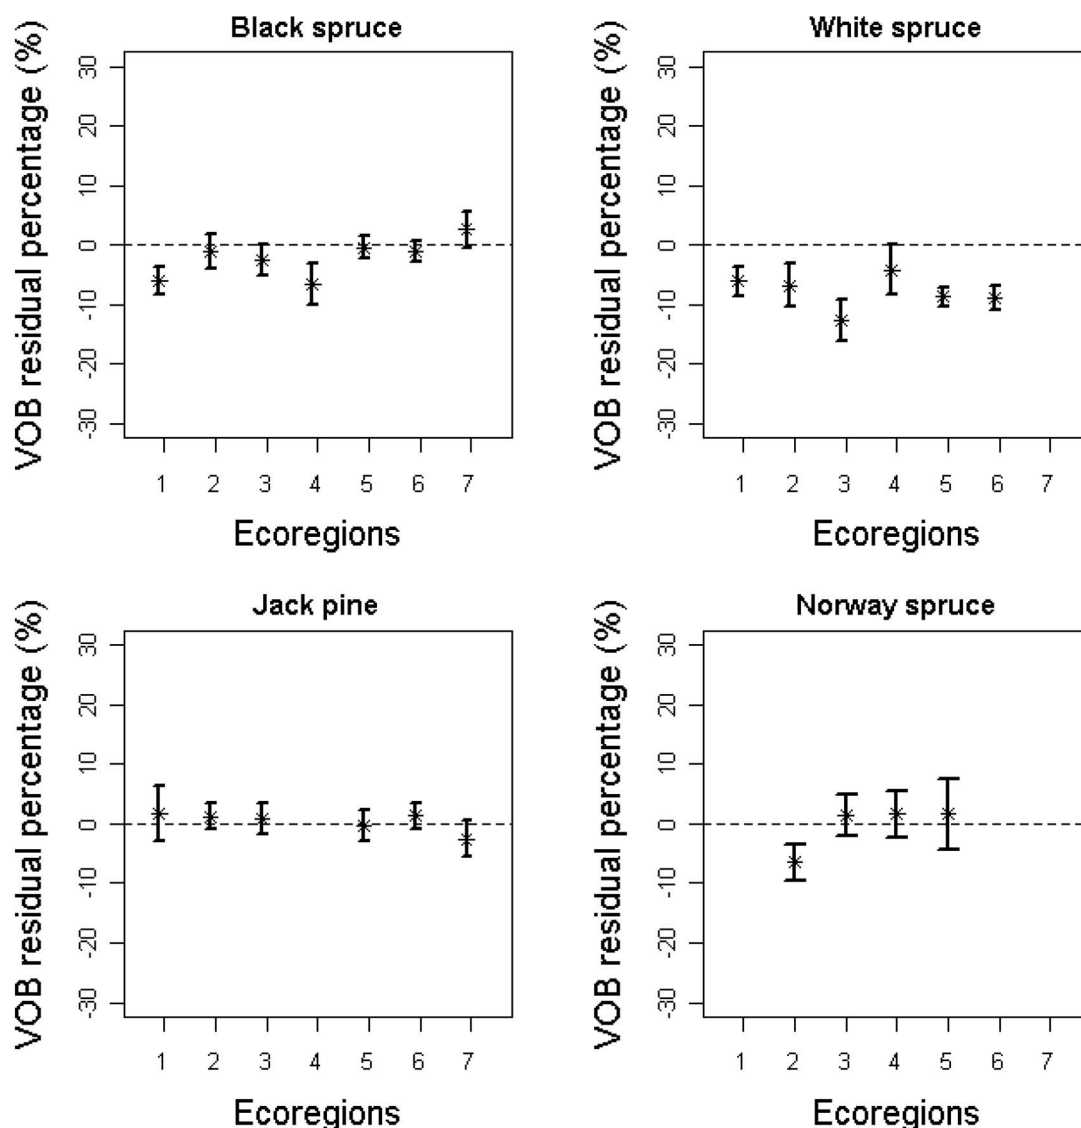 Black spruce
VOB residual percentage (%)
30
20
10
0
-10
-20
-30
1 2 3 4 5 6 7
Ecoregions
White spruce
VOB residual percentage (%)
30
20
10
0
-10
-20
-30
1 2 3 4 5 6 7
Ecoregions
Jack pine
VOB residual percentage (%)
30
20
10
0
-10
-20
-30
1 2 3 4 5 6 7
Ecoregions
Norway spruce
VOB residual percentage (%)
30
20
10
0
-10
-20
-30
1 2 3 4 5 6 7
Ecoregions